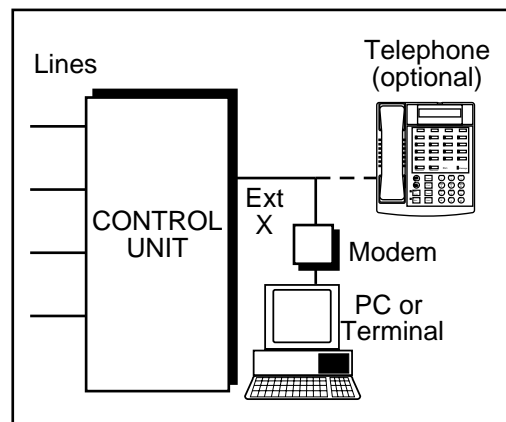 Lines
Telephone
(optional)
CONTROL
UNIT
Ext
X
Modem
PC or
Terminal